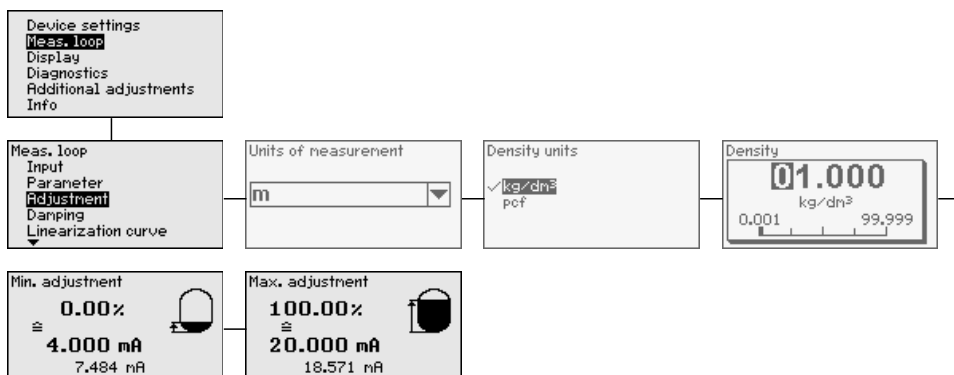 Device settings
Meas. loop
Display
Diagnostics
Additional adjustments
Info
Meas. loop
Input
Parameter
Adjustment
Damping
Linearization curve
Units of measurement
m
Density units
kg/dm³
pcf
Density
01.000
kg/dm³
0.001 99.999
Min. adjustment
0.00%
≙
4.000 mA
7.484 mA
Max. adjustment
100.00%
≙
20.000 mA
18.571 mA